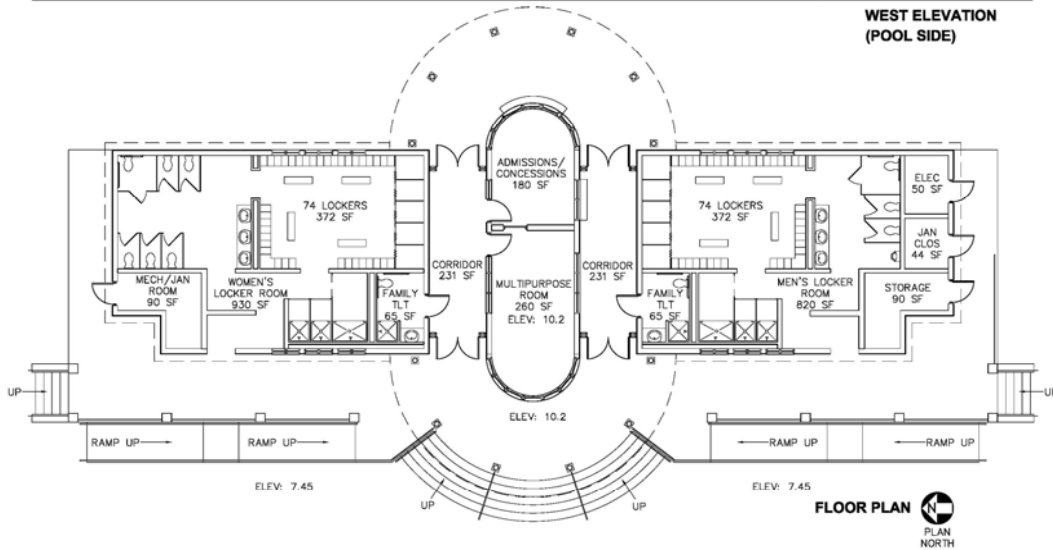 WEST ELEVATION
(POOL SIDE)
ADMISSIONS/
CONCESSIONS
180 SF
74 LOCKERS
372 SF
74 LOCKERS
372 SF
ELEC
50 SF
JAN
CLOS
44 SF
CORRIDOR
231 SF
CORRIDOR
231 SF
MECH/JAN
ROOM
90 SF
WOMEN'S
LOCKER ROOM
930 SF
FAMILY
TLT
65 SF
MULTIPURPOSE
ROOM
260 SF
ELEV: 10.2
FAMILY
TLT
65 SF
MEN'S LOCKER
ROOM
820 SF
STORAGE
90 SF
UP
UP
ELEV: 10.2
RAMP UP
RAMP UP
RAMP UP
RAMP UP
ELEV: 7.45
UP
UP
ELEV: 7.45
FLOOR PLAN
N
PLAN
NORTH